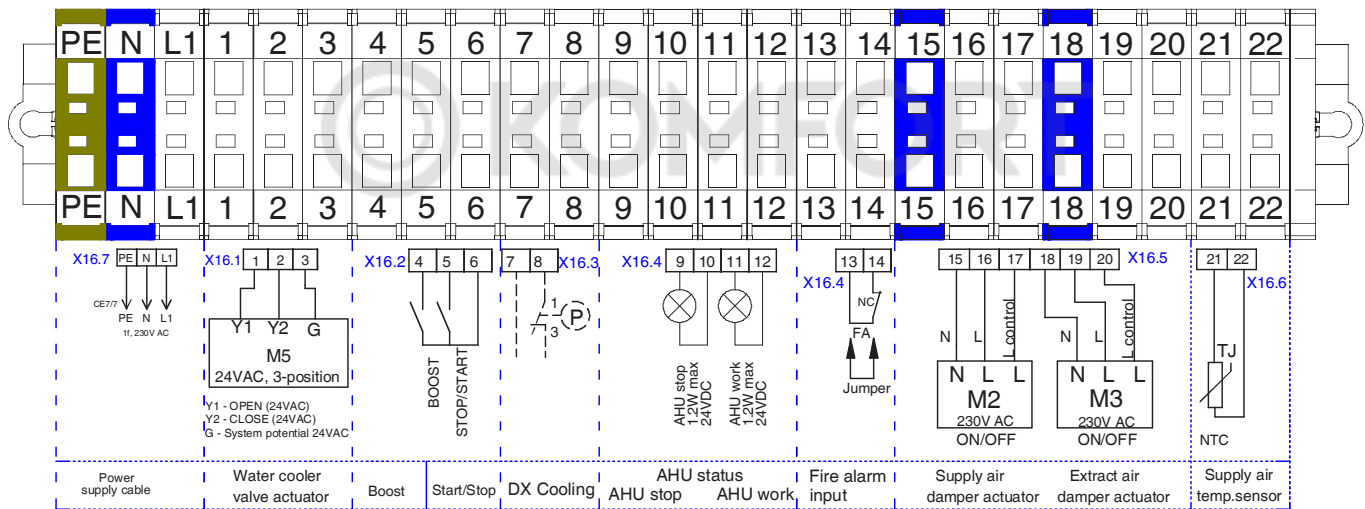 PE N L1 1 2 3 4 5 6 7 8 9 10 11 12 13 14 15 16 17 18 19 20 21 22
KOMFORT
PE N L1 1 2 3 4 5 6 7 8 9 10 11 12 13 14 15 16 17 18 19 20 21 22
X16.7 PE N L1
CE7/7
PE N L1
1f, 230V AC
X16.1 1 2 3
Y1 Y2 G
M5
24VAC, 3-position
Y1 - OPEN (24VAC)
Y2 - CLOSE (24VAC)
G - System potential 24VAC
X16.2 4 5 6
BOOST
STOP/START
7 8 X16.3
1
P
3
X16.4 9 10 11 12
AHU stop
1.2W max
24VDC
AHU work
1.2W max
24VDC
13 14
X16.4
NC
FA
Jumper
15 16 17 18 19 20 X16.5
N L L control
N L L
M2
230V AC
ON/OFF
N L L control
N L L
M3
230V AC
ON/OFF
21 22
X16.6
TJ
NTC
Power
supply cable
Water cooler
valve actuator
Boost
Start/Stop
DX Cooling
AHU status
AHU stop AHU work
Fire alarm
input
Supply air
damper actuator
Extract air
damper actuator
Supply air
temp.sensor